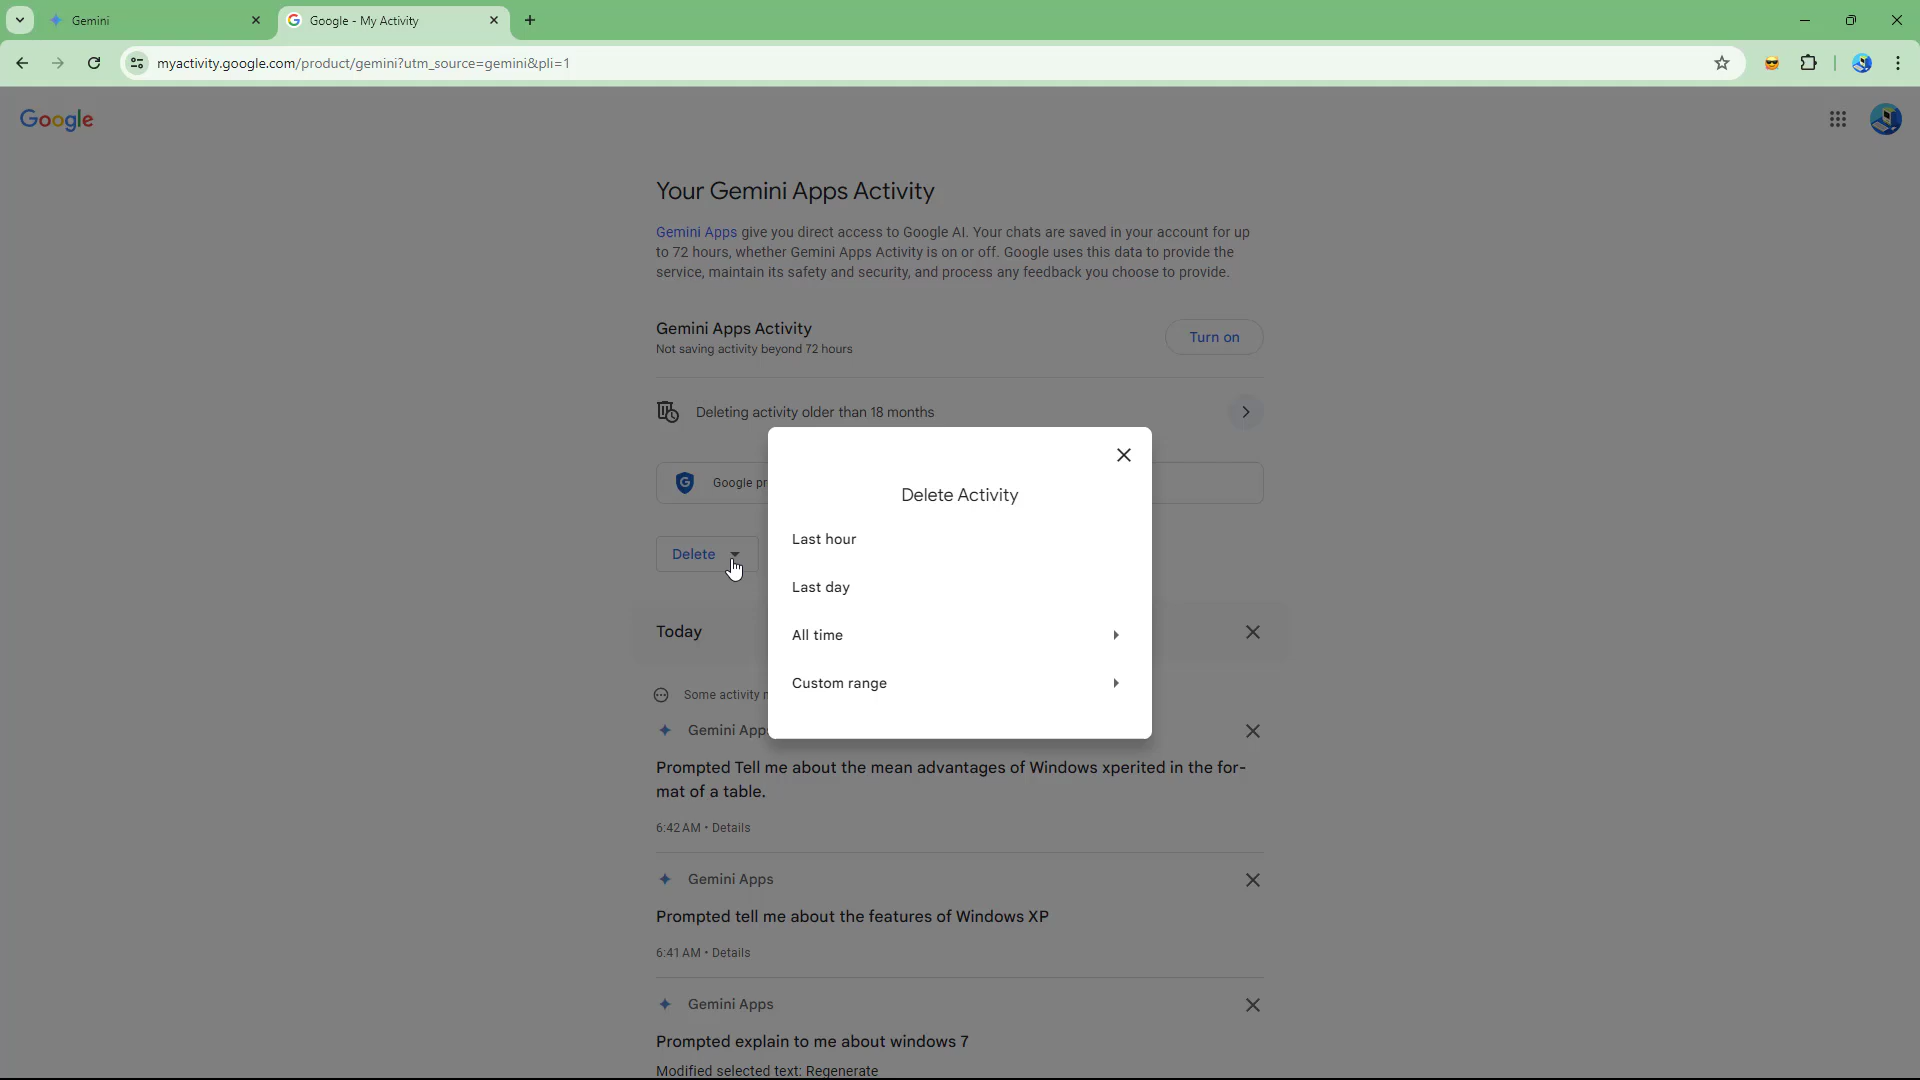 Gemini
Google - My Activity
myactivity.google.com/product/gemini?utm_source=gemini&pli=1
Google
Your Gemini Apps Activity
Gemini Apps give you direct access to Google AI. Your chats are saved in your account for up
to 72 hours, whether Gemini Apps Activity is on or off. Google uses this data to provide the
service, maintain its safety and security, and process any feedback you choose to provide.
Gemini Apps Activity
Turn on
Not saving activity beyond 72 hours
Deleting activity older than 18 months
Google
Delete Activity
Last hour
Last day
All time
Custom range
Delete
Today
Some activity
Gemini App
Prompted Tell me about the mean advantages of Windows xperited in the for-
mat of a table.
6:42 AM • Details
Gemini Apps
Prompted tell me about the features of Windows XP
6:41 AM • Details
Gemini Apps
Prompted explain to me about windows 7
Modified selected text: Regenerate